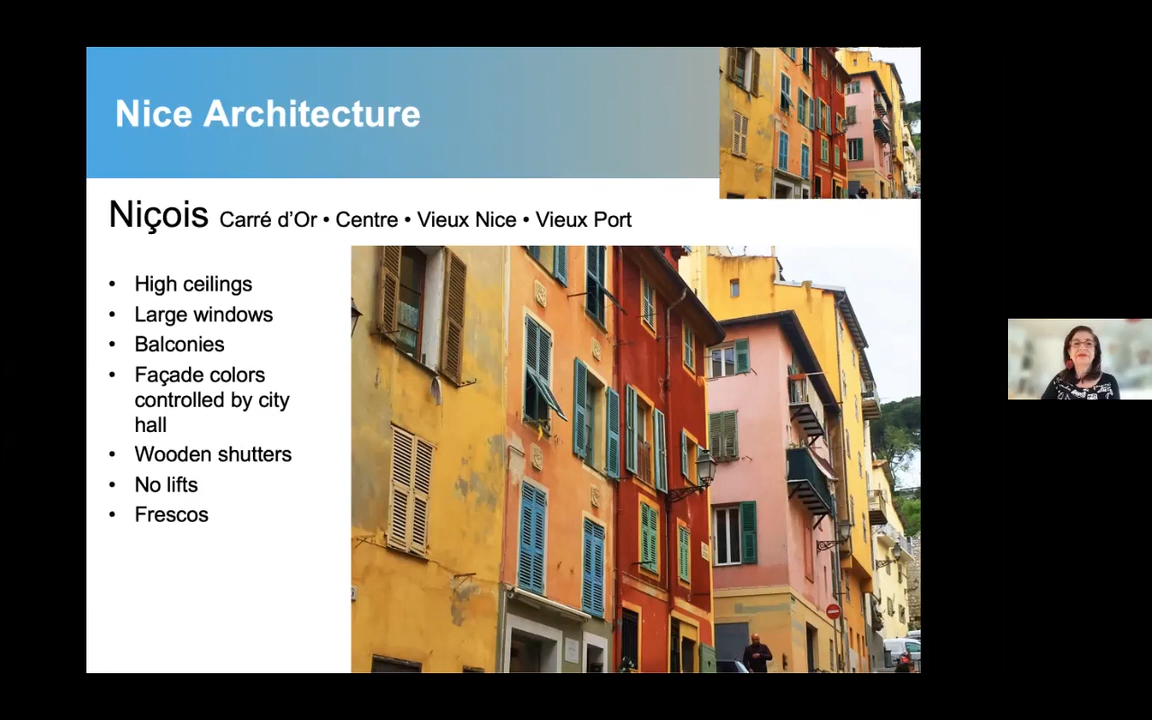 Nice Architecture
Niçois Carré d'Or • Centre • Vieux Nice • Vieux Port
• High ceilings
• Large windows
• Balconies
• Façade colors
controlled by city
hall
• Wooden shutters
• No lifts
• Frescos